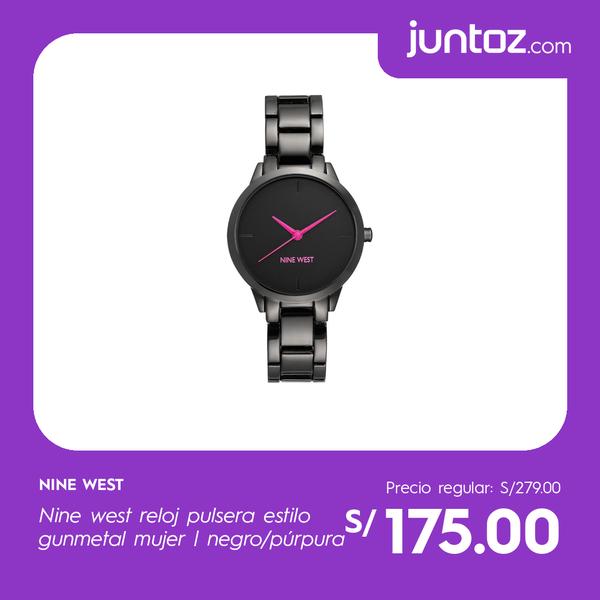 juntoz.com
NINE WEST
NINE WEST
Nine west reloj pulsera estilo
gunmetal mujer | negro/púrpura
Precio regular: S/279.00
S/175.00